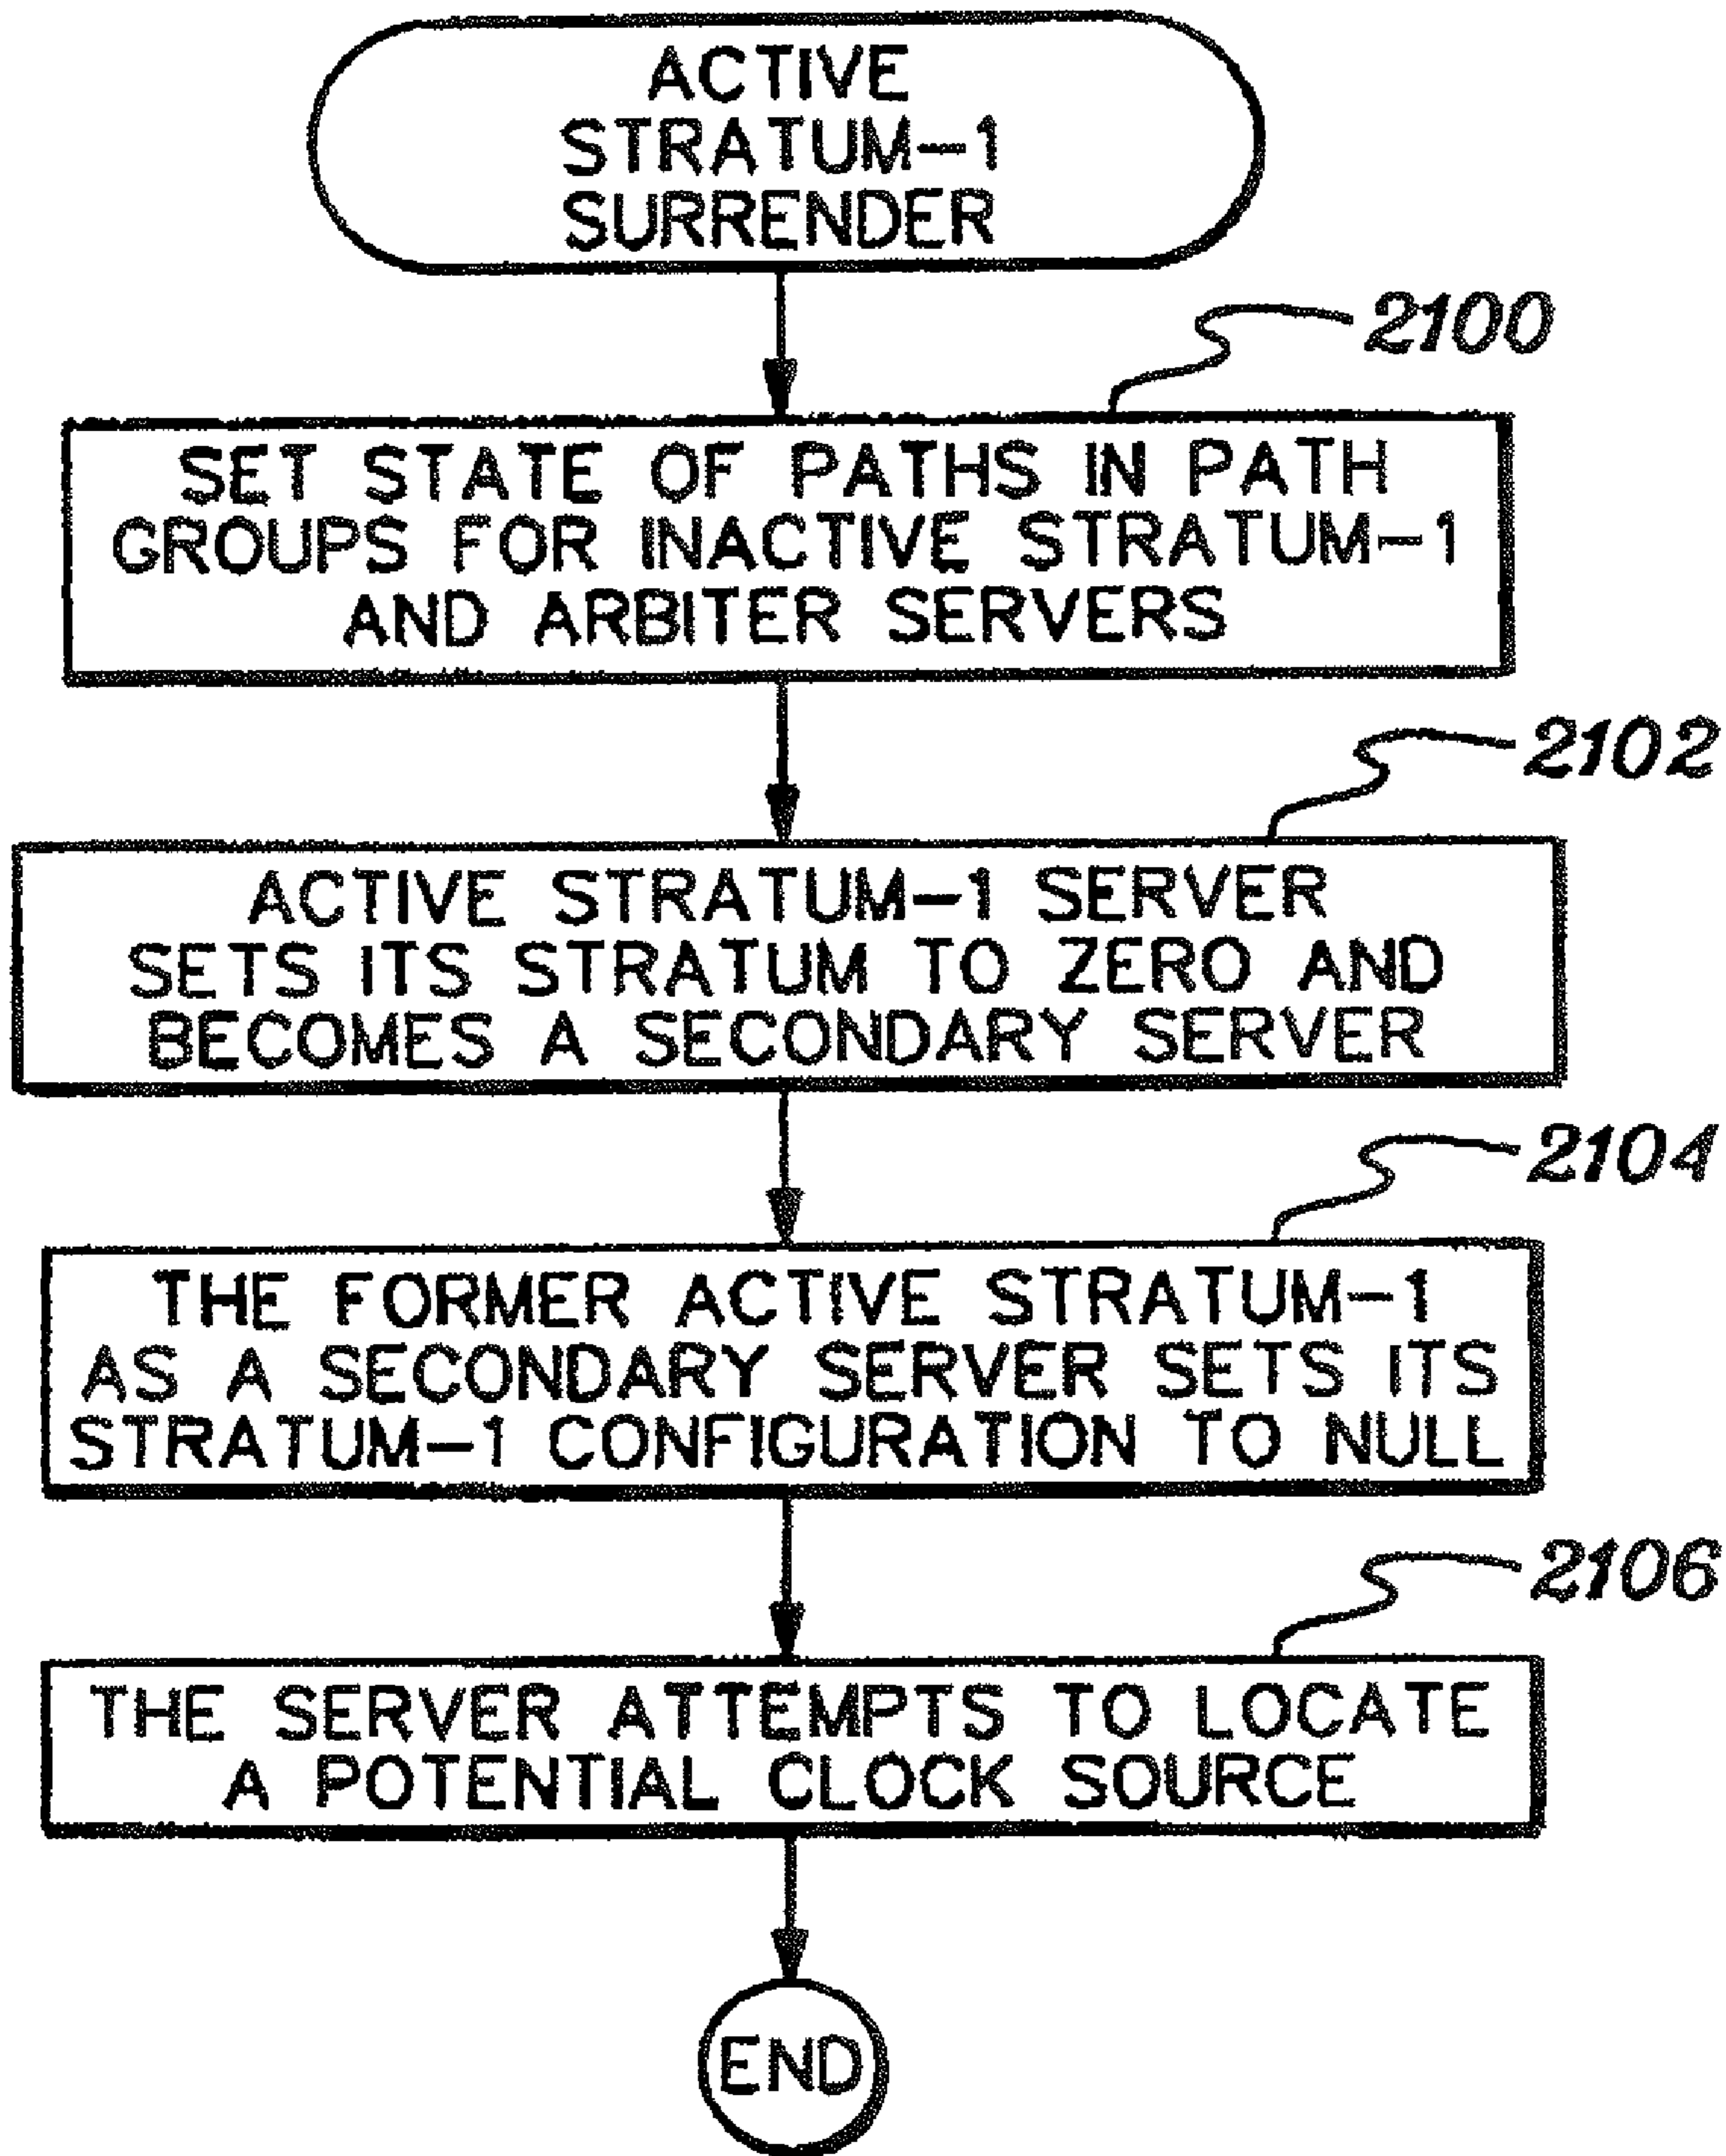 ACTIVE
STRATUM-1
SURRENDER
2100
SET STATE OF PATHS IN PATH
GROUPS FOR INACTIVE STRATUM-1
AND ARBITER SERVERS
2102
ACTIVE STRATUM-1 SERVER
SETS ITS STRATUM TO ZERO AND
BECOMES A SECONDARY SERVER
2104
THE FORMER ACTIVE STRATUM-1
AS A SECONDARY SERVER SETS ITS
STRATUM-1 CONFIGURATION TO NULL
2106
THE SERVER ATTEMPTS TO LOCATE
A POTENTIAL CLOCK SOURCE
END